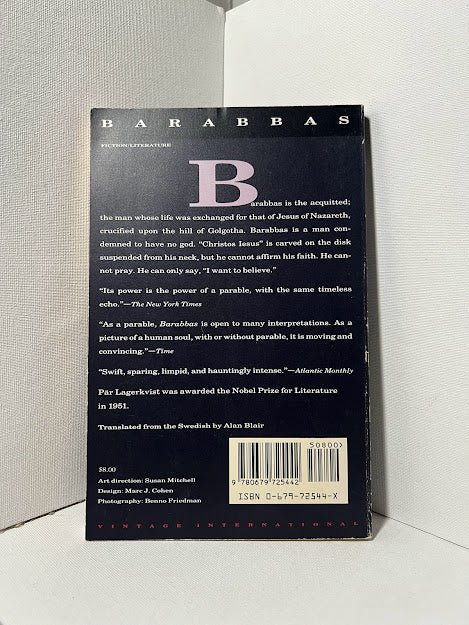 BARABBAS
FICTION/LITERATURE
Barabbas is the acquitted;
the man whose life was exchanged for that of Jesus of Nazareth,
crucified upon the hill of Golgotha. Barabbas is a man con-
demned to have no god. “Christos Iesus” is carved on the disk
suspended from his neck, but he cannot affirm his faith. He can-
not pray. He can only say, “I want to believe.”
“Its power is the power of a parable, with the same timeless
echo.”—The New York Times
“As a parable, Barabbas is open to many interpretations. As a
picture of a human soul, with or without parable, it is moving and
convincing.”—Time
“Swift, sparing, limpid, and hauntingly intense.”—Atlantic Monthly
Pär Lagerkvist was awarded the Nobel Prize for Literature
in 1951.
Translated from the Swedish by Alan Blair
50800>
9 780679 725442
ISBN 0-679-72544-X
$8.00
Art direction: Susan Mitchell
Design: Marc J. Cohen
Photography: Benno Friedman
VINTAGE INTERNATIONAL